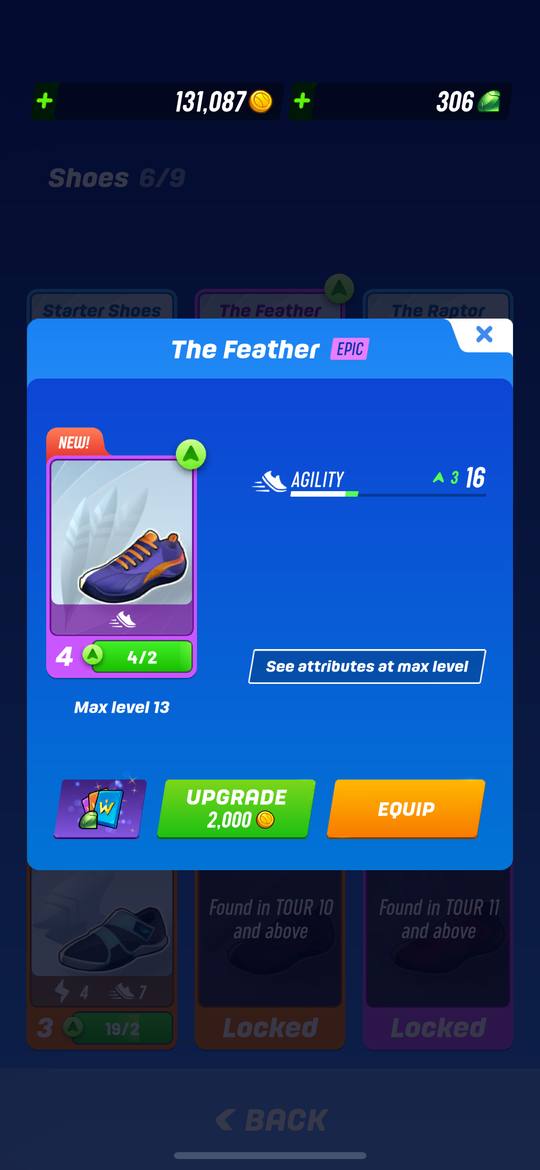 131,087
306
Shoes 6/9
Starter Shoes
The Feather
The Raptor
The Feather EPIC
NEW!
AGILITY 3 16
4 4/2
See attributes at max level
Max level 13
W
UPGRADE
2,000
EQUIP
Found in TOUR 10
and above
Found in TOUR 11
and above
4 7
3 19/2
Locked
Locked
BACK